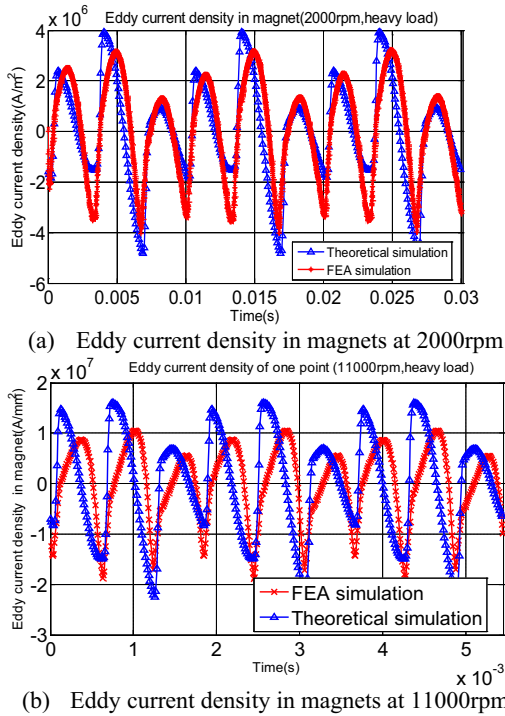 Eddy current density in magnet(2000rpm,heavy load)
x 10^6
Eddy current density(A/m²)
4
2
0
-2
-4
-6
Theoretical simulation
FEA simulation
0 0.005 0.01 0.015 0.02 0.025 0.03
Time(s)
(a) Eddy current density in magnets at 2000rpm
x 10^7
Eddy current density of one point (11000rpm,heavy load)
Eddy current density in magnet(A/m²)
2
1
0
-1
-2
-3
FEA simulation
Theoretical simulation
0 1 2 3 4 5
Time(s)
x 10^-3
(b) Eddy current density in magnets at 11000rpm